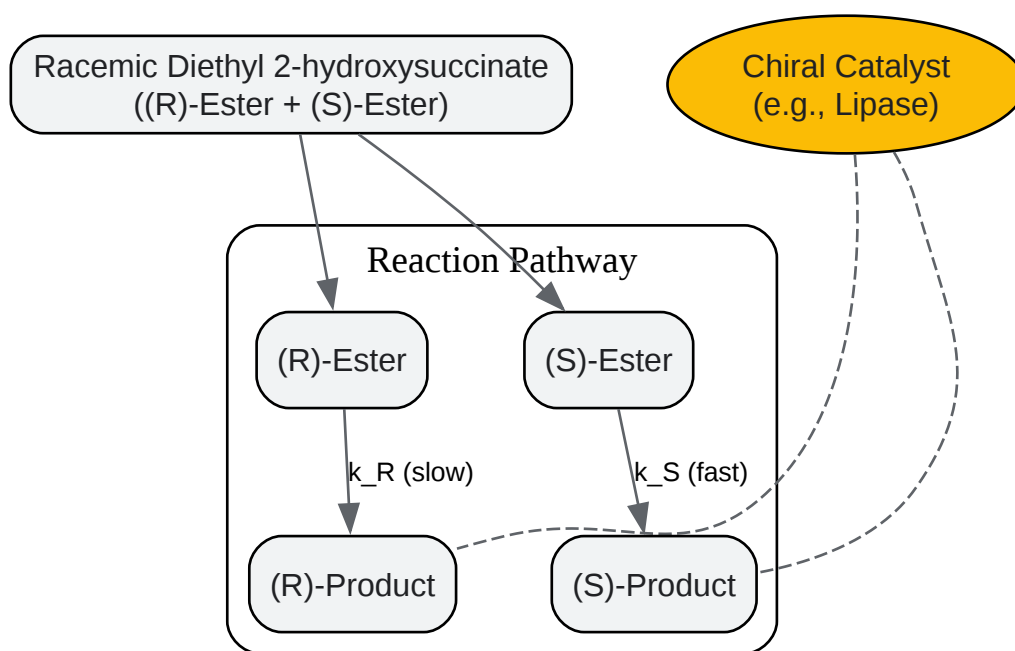 Racemic Diethyl 2-hydroxysuccinate
((R)-Ester + (S)-Ester)
Chiral Catalyst
(e.g., Lipase)
Reaction Pathway
(R)-Ester
(S)-Ester
k_R (slow)
k_S (fast)
(R)-Product
(S)-Product